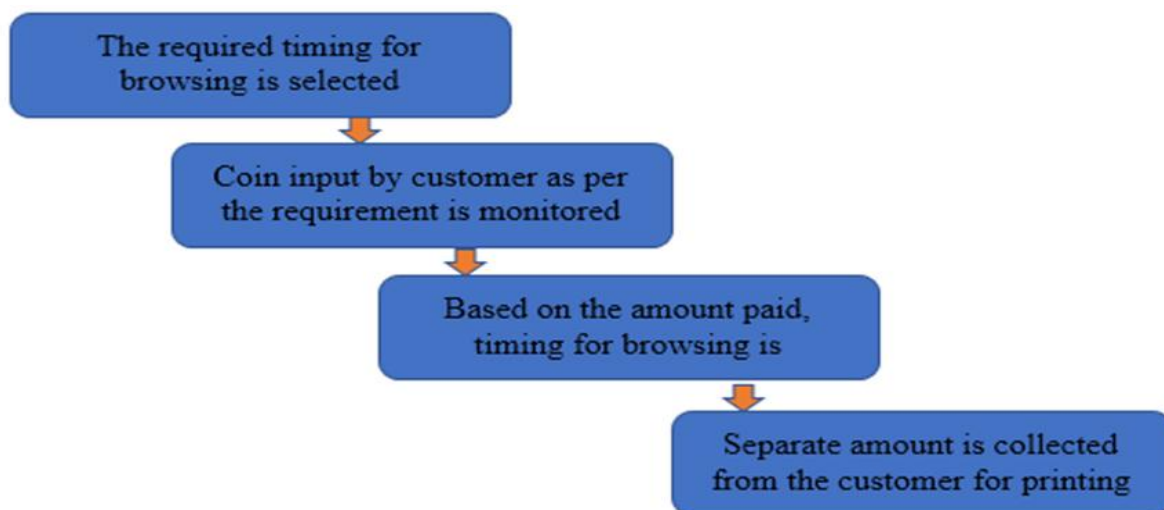 The required timing for
browsing is selected
Coin input by customer as per
the requirement is monitored
Based on the amount paid,
timing for browsing is
Separate amount is collected
from the customer for printing